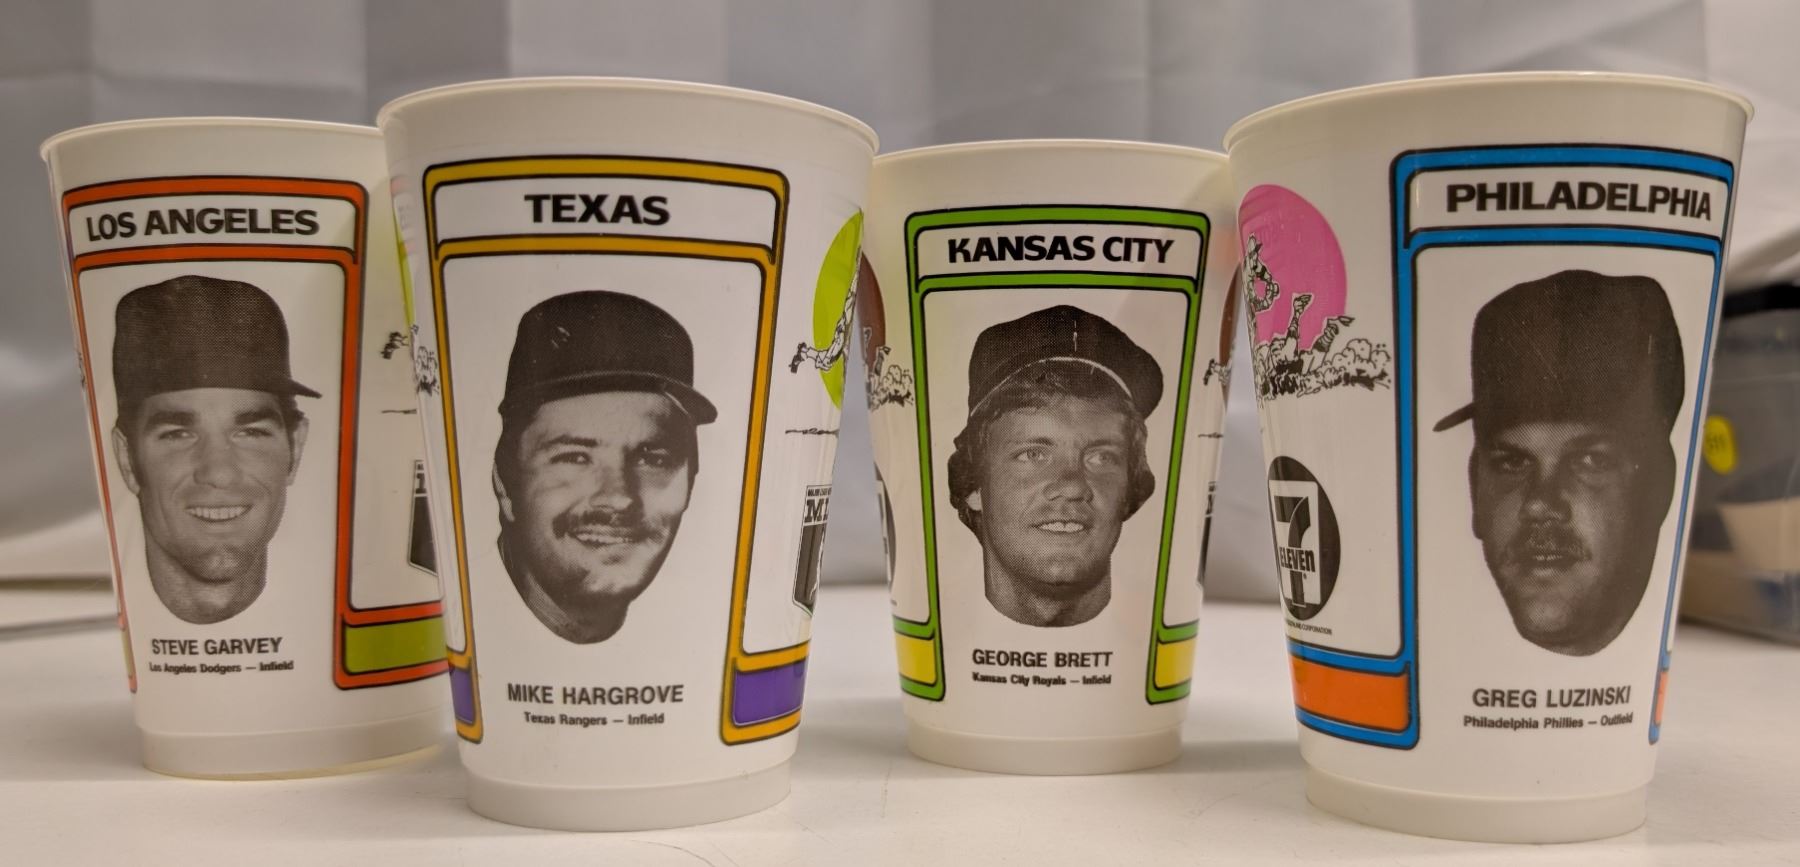 LOS ANGELES
STEVE GARVEY
Los Angeles Dodgers — Infield
TEXAS
MIKE HARGROVE
Texas Rangers — Infield
KANSAS CITY
GEORGE BRETT
Kansas City Royals — Infield
7
ELEVEn
PHILADELPHIA
GREG LUZINSKI
Philadelphia Phillies — Outfield